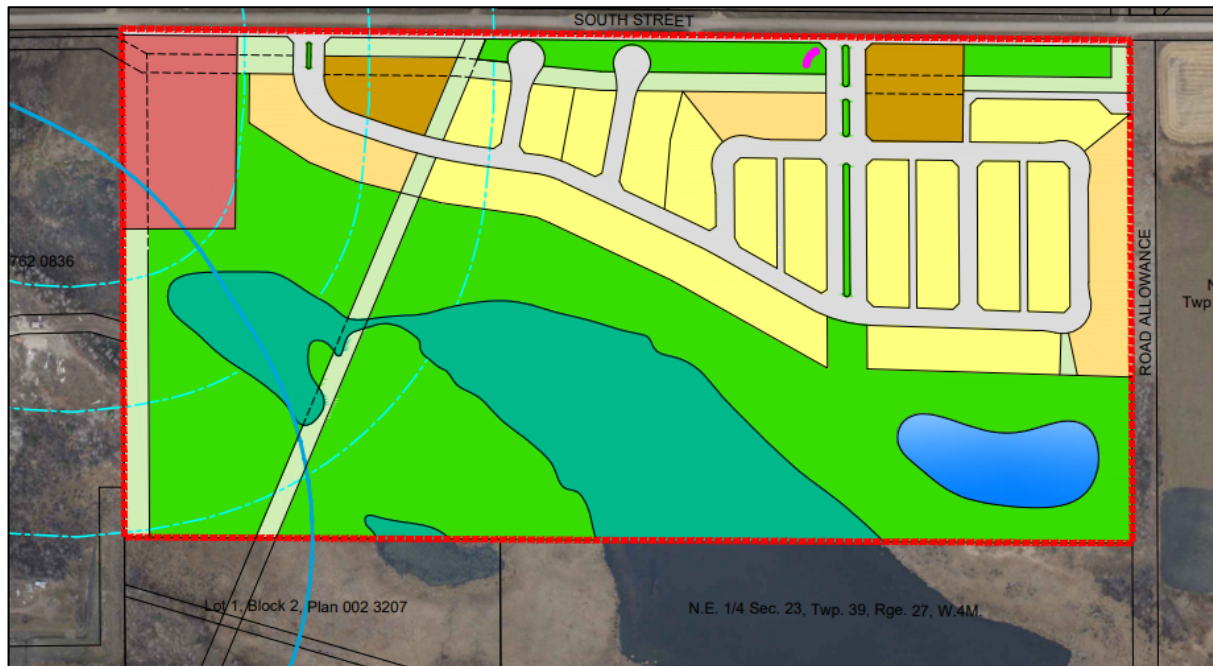 SOUTH STREET
762 0836
ROAD ALLOWANCE
N
Twp
Lot 1, Block 2, Plan 002 3207
N.E. 1/4 Sec. 23, Twp. 39, Rge. 27, W.4M.